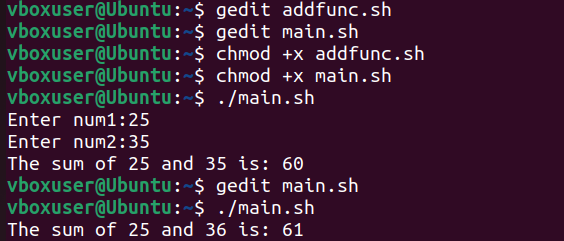 vboxuser@Ubuntu:~$ gedit addfunc.sh
vboxuser@Ubuntu:~$ gedit main.sh
vboxuser@Ubuntu:~$ chmod +x addfunc.sh
vboxuser@Ubuntu:~$ chmod +x main.sh
vboxuser@Ubuntu:~$ ./main.sh
Enter num1:25
Enter num2:35
The sum of 25 and 35 is: 60
vboxuser@Ubuntu:~$ gedit main.sh
vboxuser@Ubuntu:~$ ./main.sh
The sum of 25 and 36 is: 61